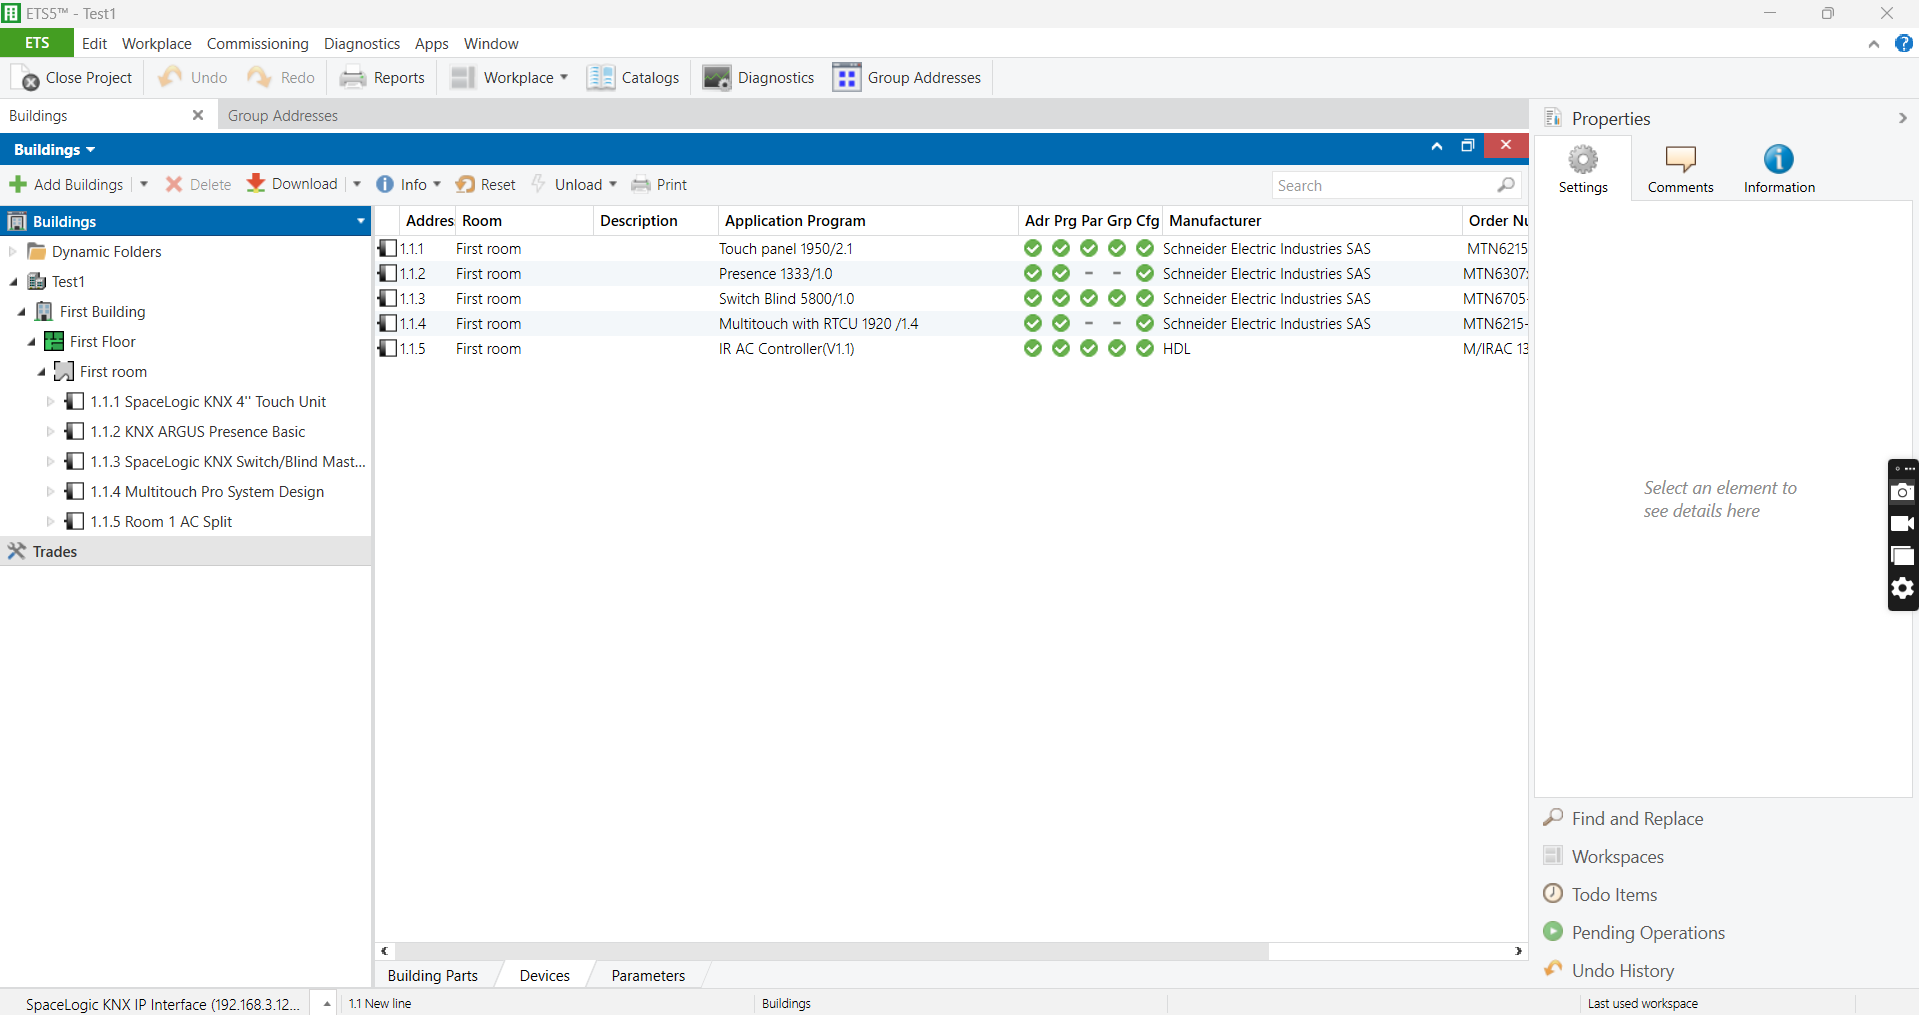 ETS5™ - Test1
ETS Edit Workplace Commissioning Diagnostics Apps Window
Close Project Undo Redo Reports Workplace Catalogs Diagnostics Group Addresses
Buildings Group Addresses
Properties
Buildings
Settings Comments Information
Add Buildings Delete Download Info Reset Unload Print Search
Buildings
Dynamic Folders
Test1
First Building
First Floor
First room
1.1.1 SpaceLogic KNX 4" Touch Unit
1.1.2 KNX ARGUS Presence Basic
1.1.3 SpaceLogic KNX Switch/Blind Mast...
1.1.4 Multitouch Pro System Design
1.1.5 Room 1 AC Split
Trades
Addres Room Description Application Program Adr Prg Par Grp Cfg Manufacturer Order Nu
1.1.1 First room Touch panel 1950/2.1 Schneider Electric Industries SAS MTN6215
1.1.2 First room Presence 1333/1.0 - - Schneider Electric Industries SAS MTN6307
1.1.3 First room Switch Blind 5800/1.0 Schneider Electric Industries SAS MTN6705-
1.1.4 First room Multitouch with RTCU 1920 /1.4 - - Schneider Electric Industries SAS MTN6215-
1.1.5 First room IR AC Controller(V1.1) HDL M/IRAC 13
Select an element to
see details here
Find and Replace
Workspaces
Todo Items
Pending Operations
Undo History
Building Parts Devices Parameters
SpaceLogic KNX IP Interface (192.168.3.12... 1.1 New line Buildings Last used workspace